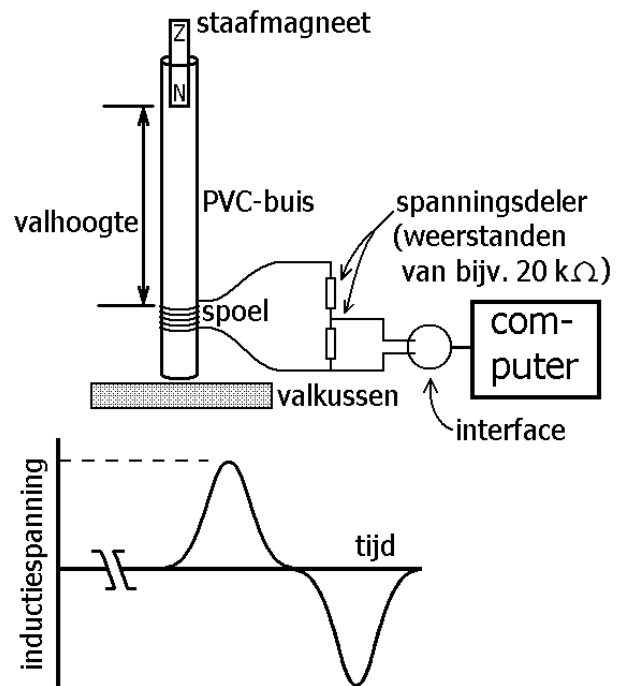 staafmagneet
Z
N
valhoogte
PVC-buis
spanningsdeler
(weerstanden
van bijv. 20 kΩ)
spoel
com-
puter
valkussen
interface
inductiespanning
tijd